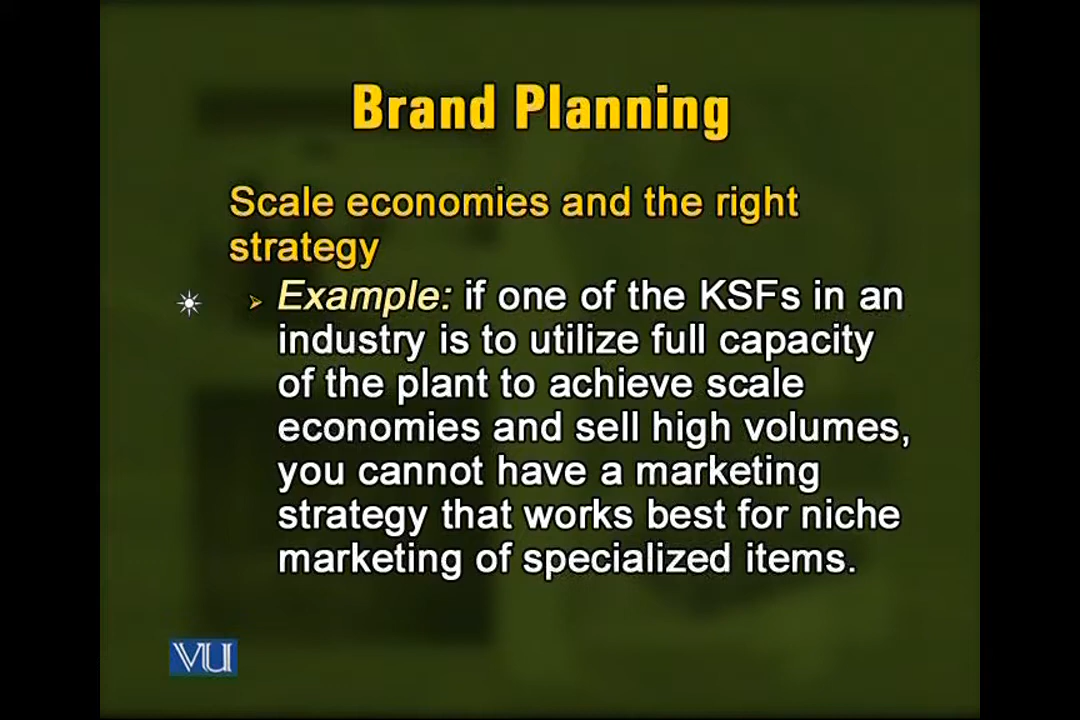 Brand Planning
Scale economies and the right
strategy
Example: if one of the KSFs in an
industry is to utilize full capacity
of the plant to achieve scale
economies and sell high volumes,
you cannot have a marketing
strategy that works best for niche
marketing of specialized items.
VU